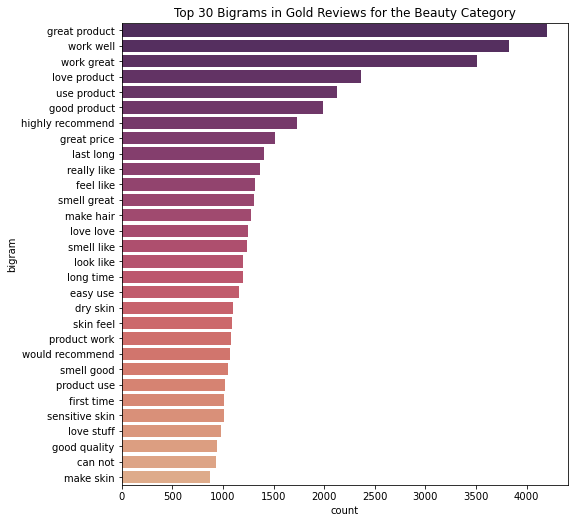 Top 30 Bigrams in Gold Reviews for the Beauty Category
great product
work well
work great
love product
use product
good product
highly recommend
great price
last long
really like
feel like
smell great
make hair
love love
smell like
look like
long time
easy use
dry skin
skin feel
product work
would recommend
smell good
product use
first time
sensitive skin
love stuff
good quality
can not
make skin
bigram
0 500 1000 1500 2000 2500 3000 3500 4000
count